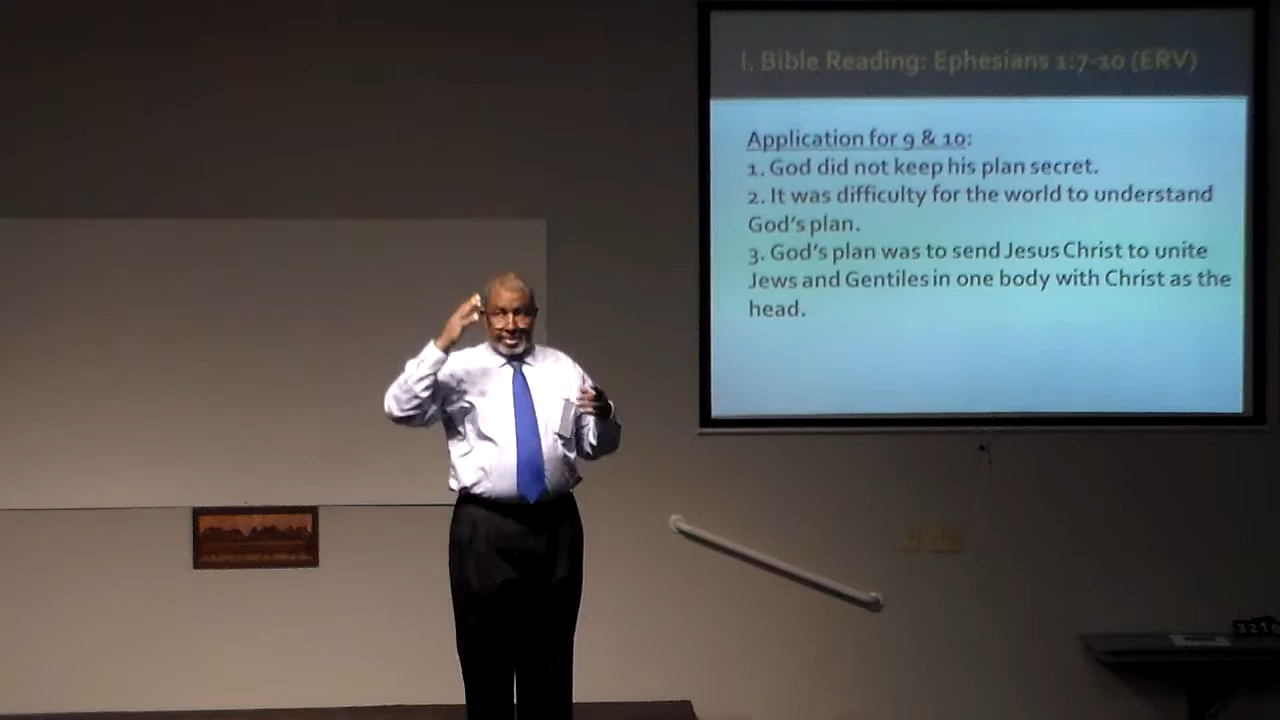 I. Bible Reading: Ephesians 1:7-10 (ERV)
Application for 9 & 10:
1. God did not keep his plan secret.
2. It was difficulty for the world to understand
God's plan.
3. God's plan was to send Jesus Christ to unite
Jews and Gentiles in one body with Christ as the
head.